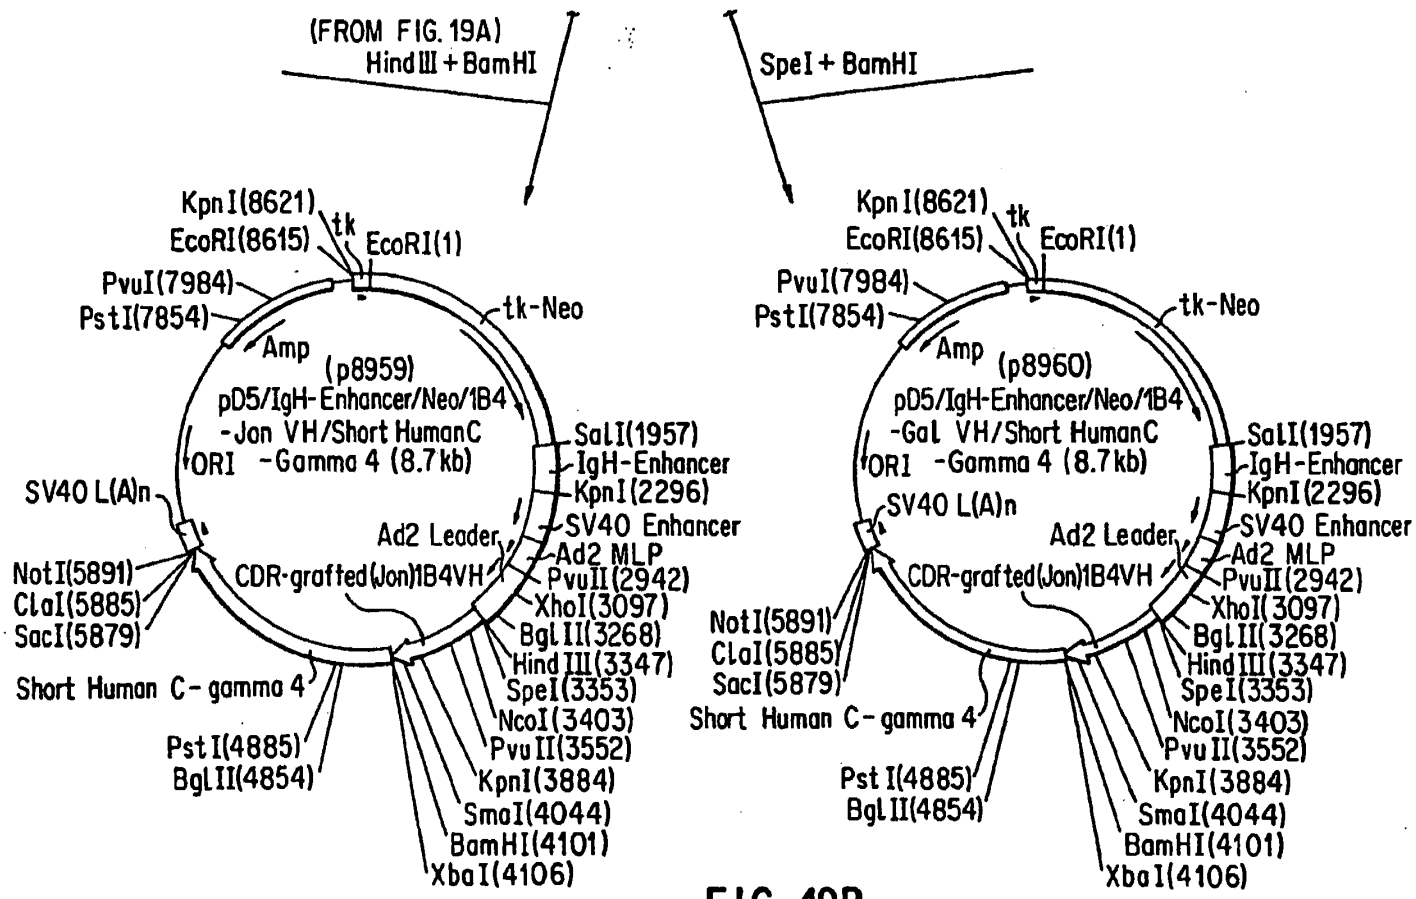 (FROM FIG. 19A)
HindIII + BamHI
SpeI + BamHI
KpnI(8621)
tk
EcoRI(8615)
EcoRI(1)
PvuI(7984)
PstI(7854)
tk-Neo
Amp
(p8959)
pD5/IgH-Enhancer/Neo/1B4
-Jon VH/Short Human C
-Gamma 4 (8.7kb)
ORI
SalI(1957)
IgH-Enhancer
KpnI(2296)
SV40 L(A)n
SV40 Enhancer
Ad2 Leader
Ad2 MLP
PvuII(2942)
CDR-grafted(Jon)1B4VH
XhoI(3097)
BglII(3268)
HindIII(3347)
SpeI(3353)
NcoI(3403)
PvuII(3552)
KpnI(3884)
SmaI(4044)
BamHI(4101)
XbaI(4106)
NotI(5891)
ClaI(5885)
SacI(5879)
Short Human C-gamma 4
PstI(4885)
BglII(4854)
KpnI(8621)
tk
EcoRI(8615)
EcoRI(1)
PvuI(7984)
PstI(7854)
tk-Neo
Amp
(p8960)
pD5/IgH-Enhancer/Neo/1B4
-Gal VH/Short Human C
-Gamma 4 (8.7kb)
ORI
SalI(1957)
IgH-Enhancer
KpnI(2296)
SV40 L(A)n
SV40 Enhancer
Ad2 Leader
Ad2 MLP
PvuII(2942)
CDR-grafted(Jon)1B4VH
XhoI(3097)
BglII(3268)
HindIII(3347)
SpeI(3353)
NcoI(3403)
PvuII(3552)
KpnI(3884)
SmaI(4044)
BamHI(4101)
XbaI(4106)
NotI(5891)
ClaI(5885)
SacI(5879)
Short Human C-gamma 4
PstI(4885)
BglII(4854)